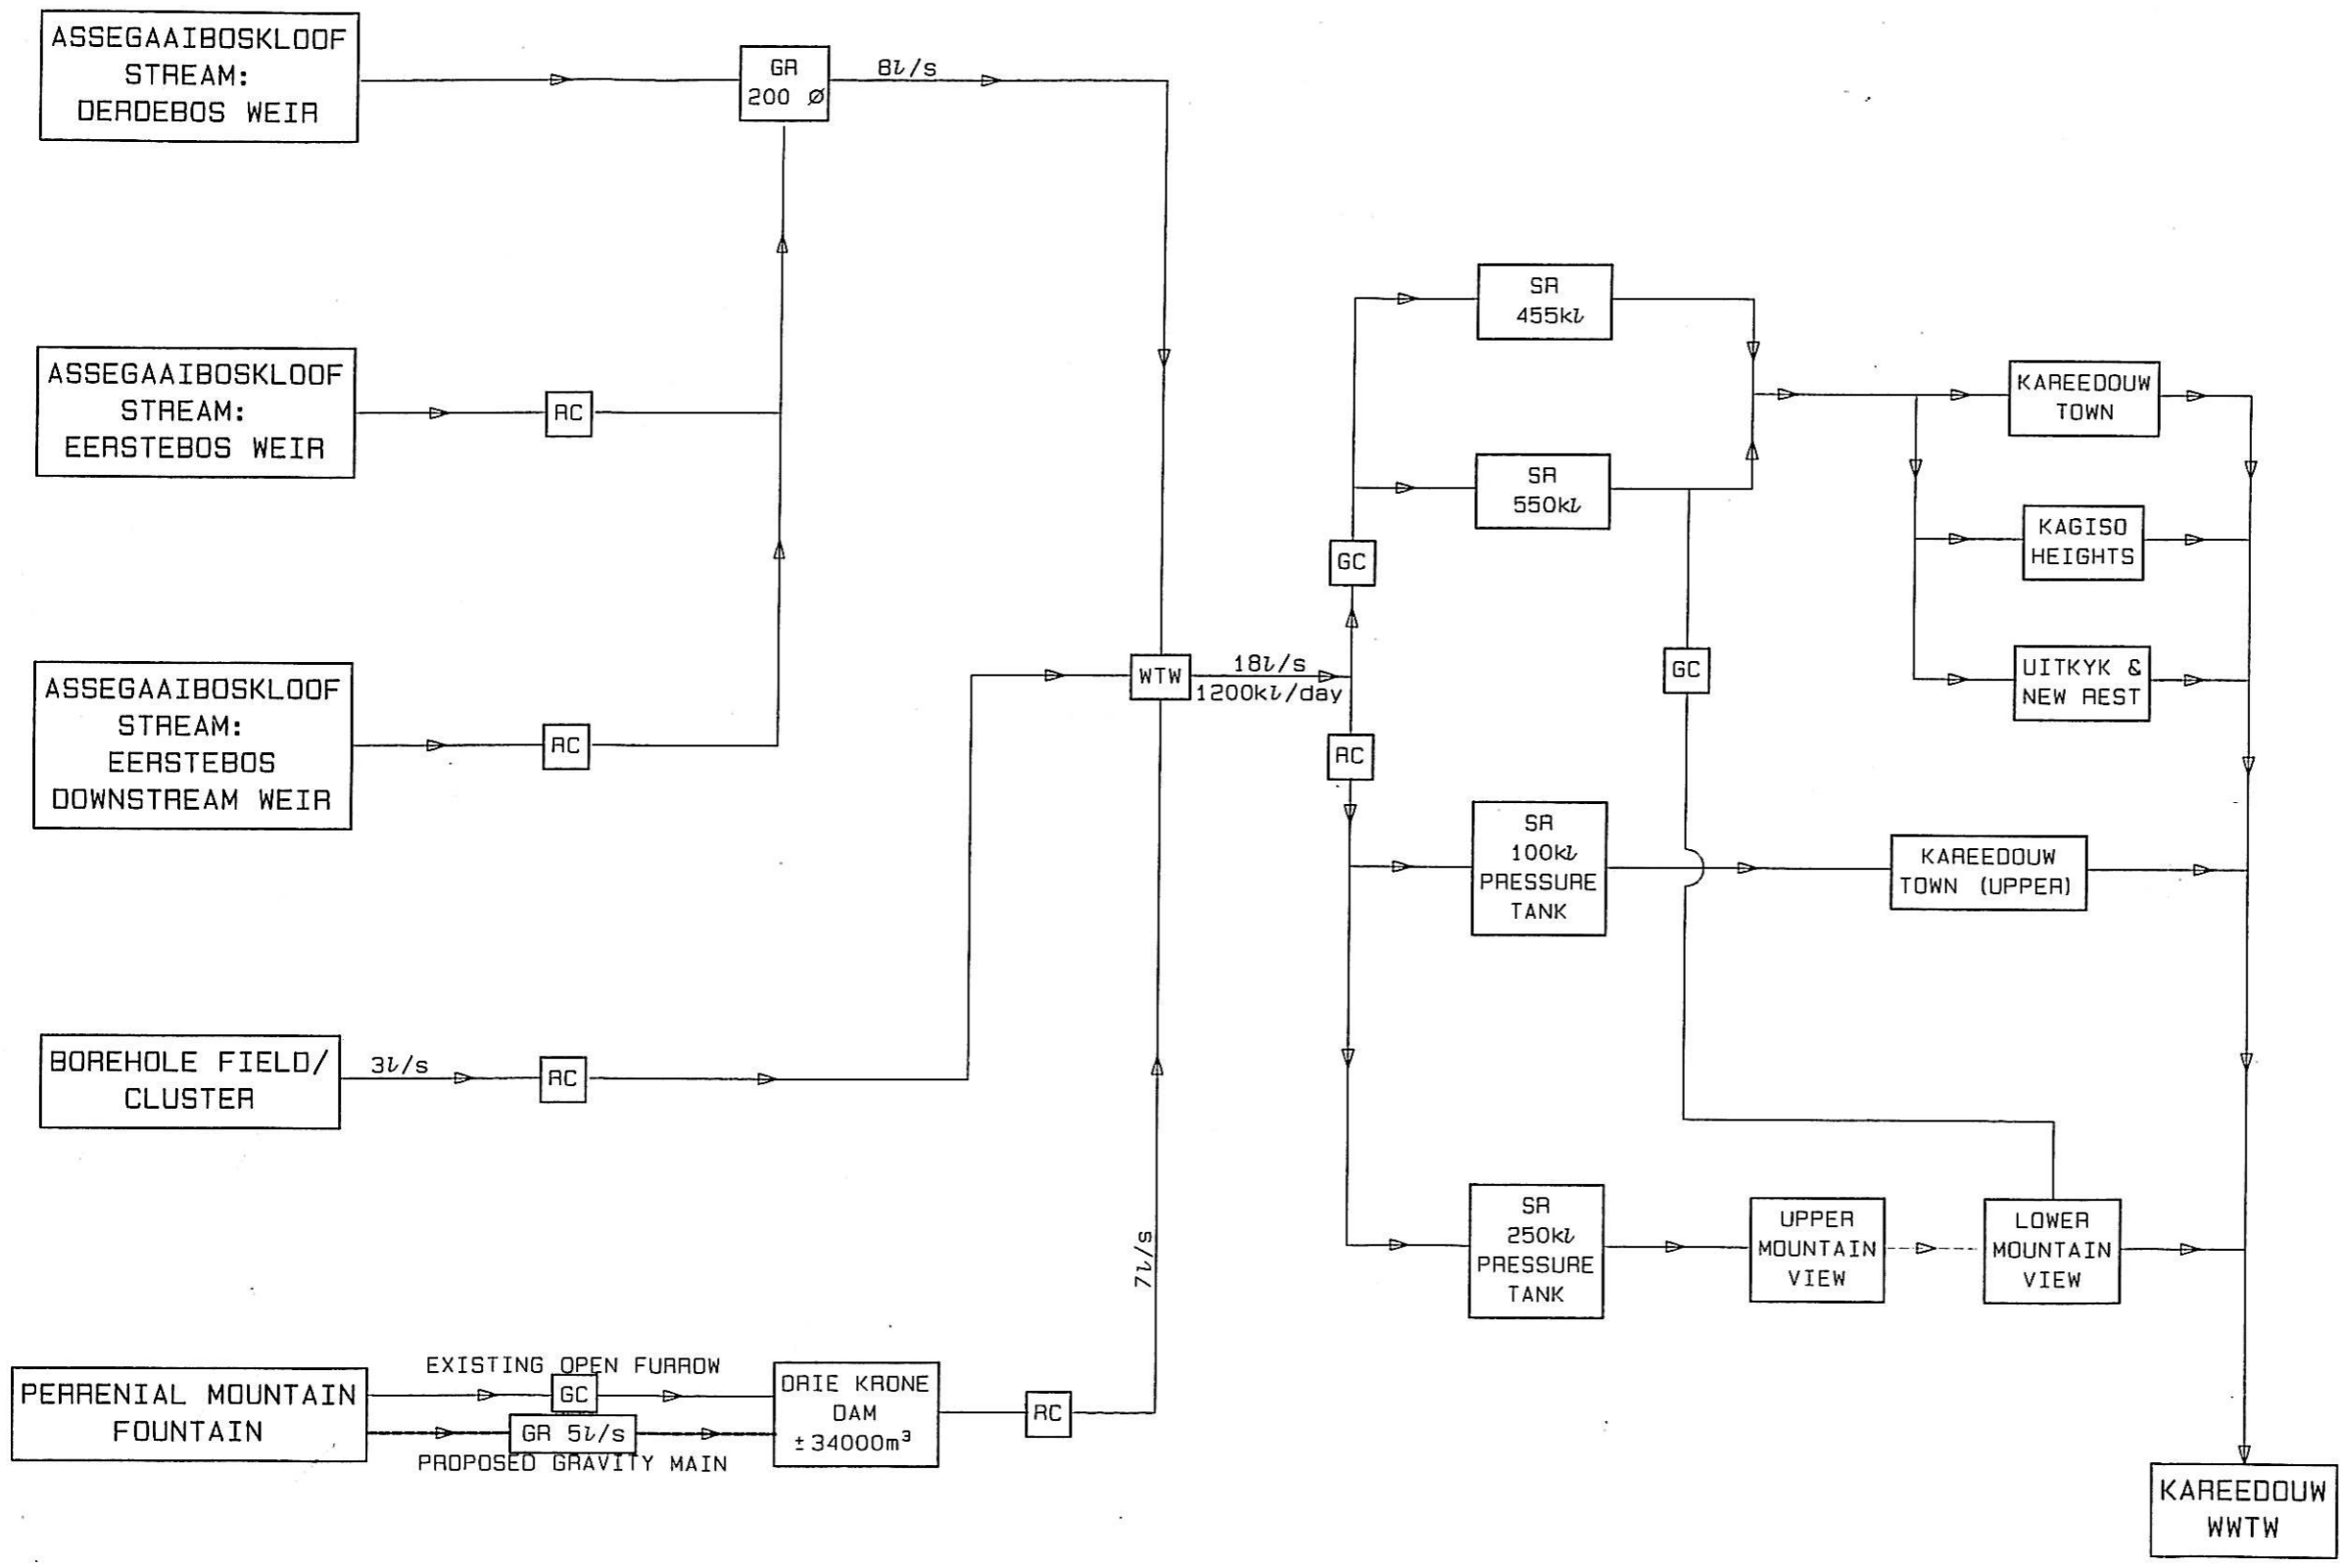 ASSEGAAIBOSKLOOF
STREAM:
DERDEBOS WEIR
GR
200 Ø
8l/s
ASSEGAAIBOSKLOOF
STREAM:
EERSTEBOS WEIR
RC
ASSEGAAIBOSKLOOF
STREAM:
EERSTEBOS
DOWNSTREAM WEIR
RC
BOREHOLE FIELD/
CLUSTER
3l/s
RC
PERRENIAL MOUNTAIN
FOUNTAIN
EXISTING OPEN FURROW
GC
GR 5l/s
PROPOSED GRAVITY MAIN
DRIE KRONE
DAM
±34000m³
RC
7l/s
WTW
18l/s
1200kl/day
GC
RC
SR
455kl
SR
550kl
GC
SR
100kl
PRESSURE
TANK
SR
250kl
PRESSURE
TANK
KAREEDOUW
TOWN
KAGISO
HEIGHTS
UITKYK &
NEW REST
KAREEDOUW
TOWN (UPPER)
UPPER
MOUNTAIN
VIEW
LOWER
MOUNTAIN
VIEW
KAREEDOUW
WWTW